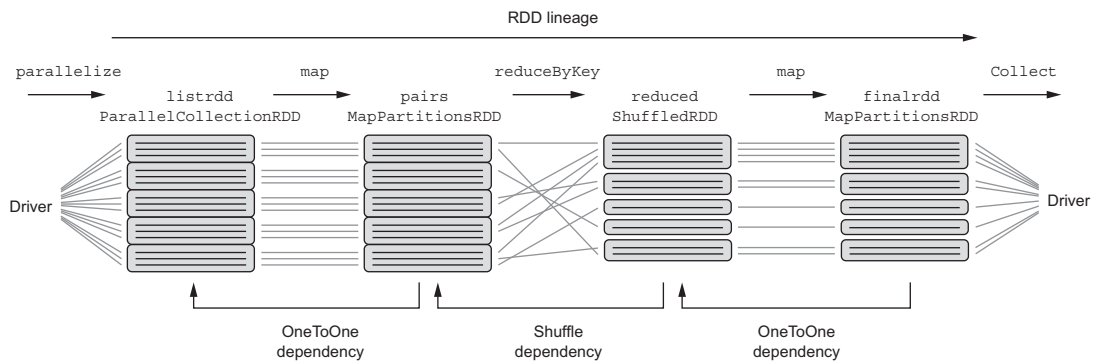 RDD lineage
parallelize
map
reduceByKey
map
Collect
listrdd
ParallelCollectionRDD
pairs
MapPartitionsRDD
reduced
ShuffledRDD
finalrdd
MapPartitionsRDD
Driver
Driver
OneToOne
dependency
Shuffle
dependency
OneToOne
dependency